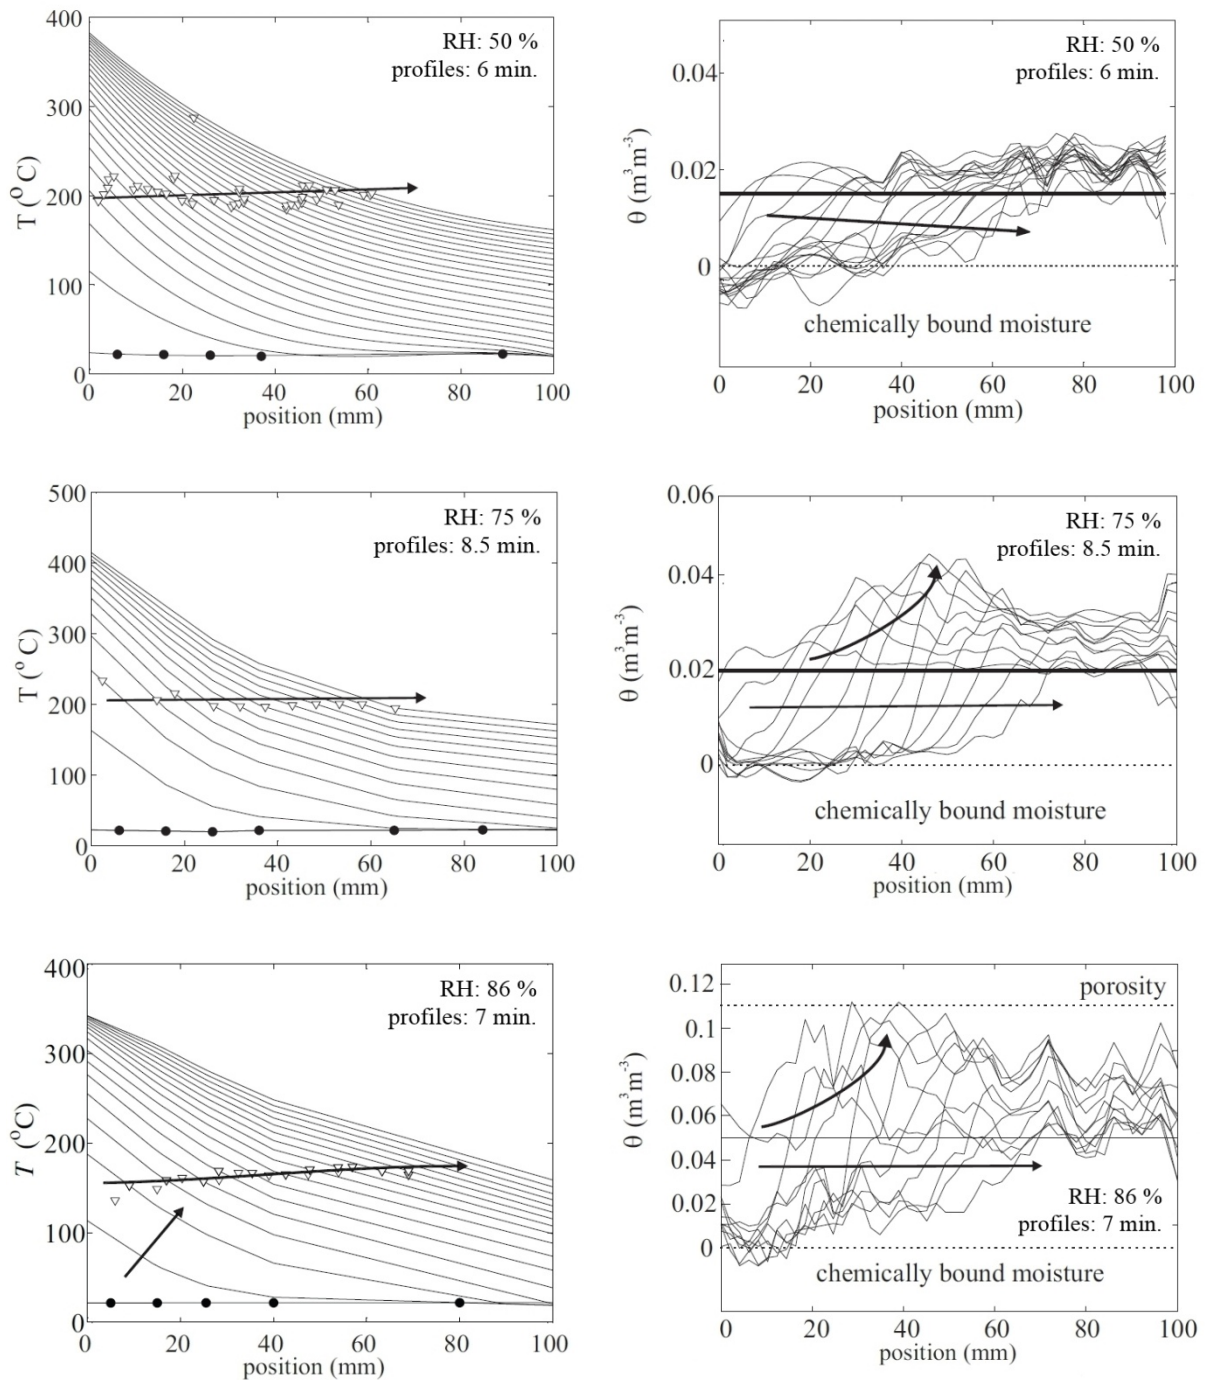 400
300
200
100
0
T (°C)
RH: 50 %
profiles: 6 min.
0 20 40 60 80 100
position (mm)
0.04
0.02
0
θ (m³m⁻³)
RH: 50 %
profiles: 6 min.
chemically bound moisture
0 20 40 60 80 100
position (mm)
500
400
300
200
100
0
T (°C)
RH: 75 %
profiles: 8.5 min.
0 20 40 60 80 100
position (mm)
0.06
0.04
0.02
0
θ (m³m⁻³)
RH: 75 %
profiles: 8.5 min.
chemically bound moisture
0 20 40 60 80 100
position (mm)
400
300
200
100
0
T (°C)
RH: 86 %
profiles: 7 min.
0 20 40 60 80 100
position (mm)
0.12
0.1
0.08
0.06
0.04
0.02
0
θ (m³m⁻³)
porosity
RH: 86 %
profiles: 7 min.
chemically bound moisture
0 20 40 60 80 100
position (mm)